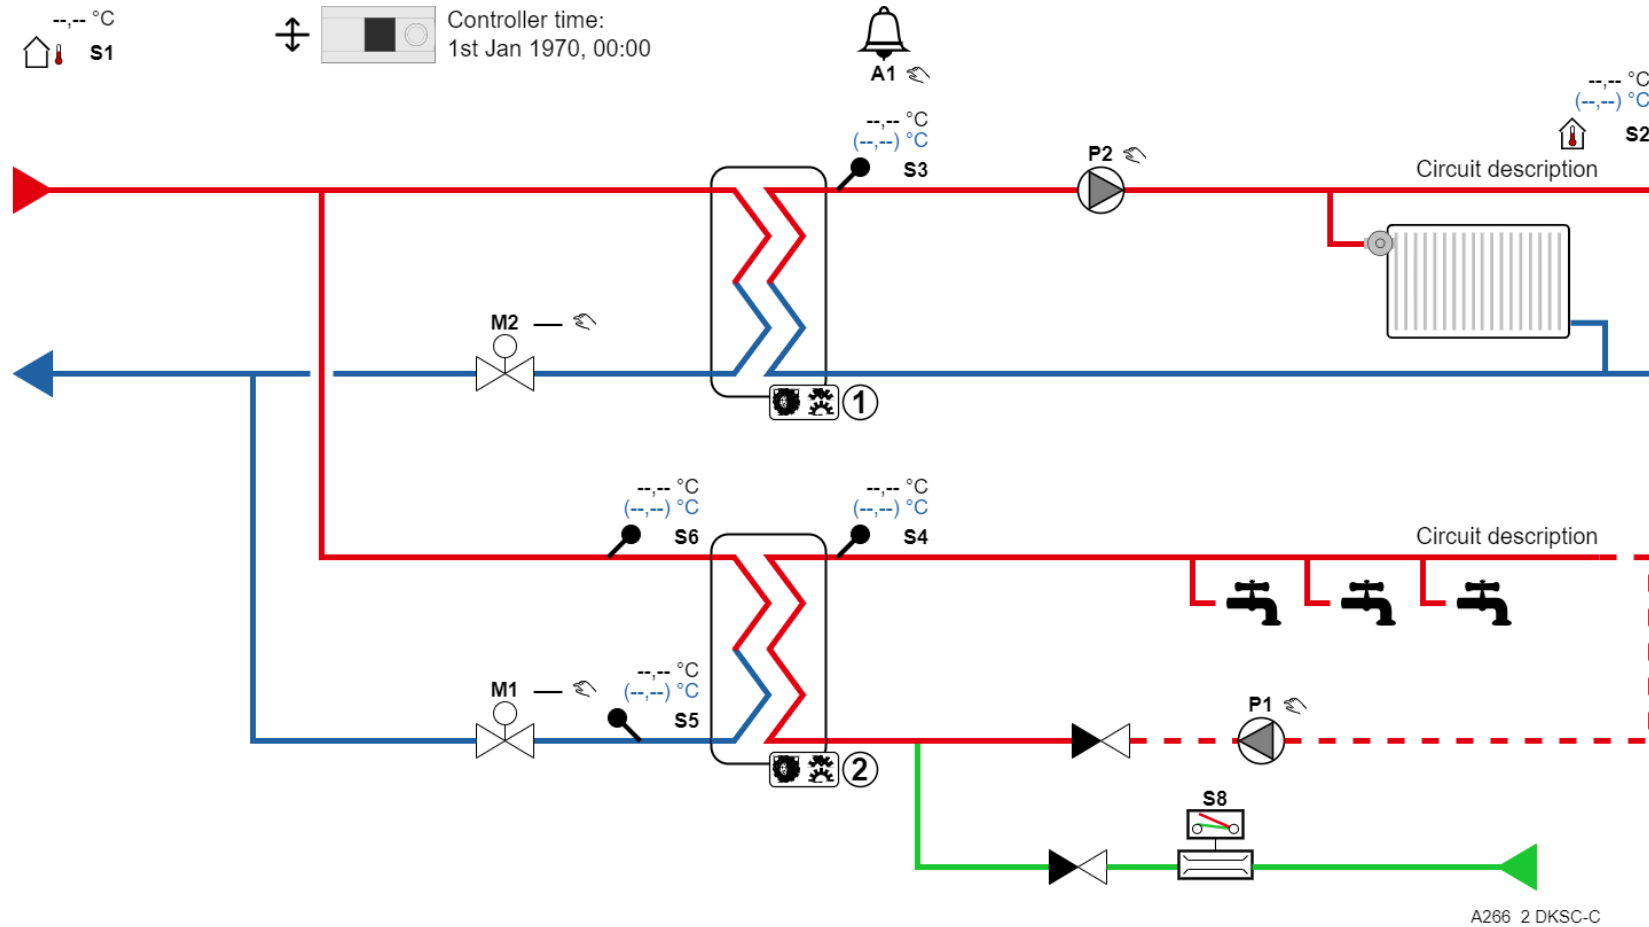 --,-- °C
S1
Controller time:
1st Jan 1970, 00:00
A1
--,-- °C
(--,--) °C
S3
P2
--,-- °C
(--,--) °C
S2
Circuit description
M2
1
--,-- °C
(--,--) °C
S6
--,-- °C
(--,--) °C
S4
Circuit description
M1
--,-- °C
(--,--) °C
S5
P1
2
S8
A266 2 DKSC-C